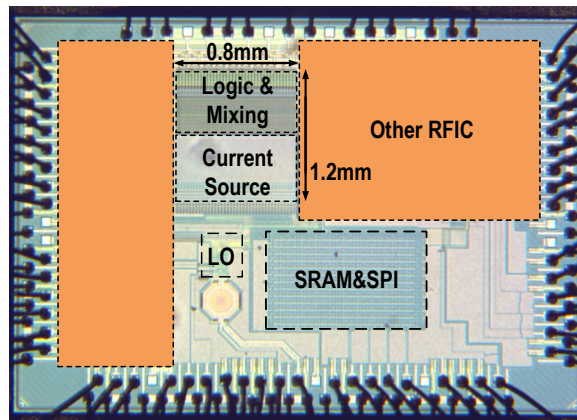 0.8mm
Logic &
Mixing
Other RFIC
Current
Source
1.2mm
LO
SRAM&SPI